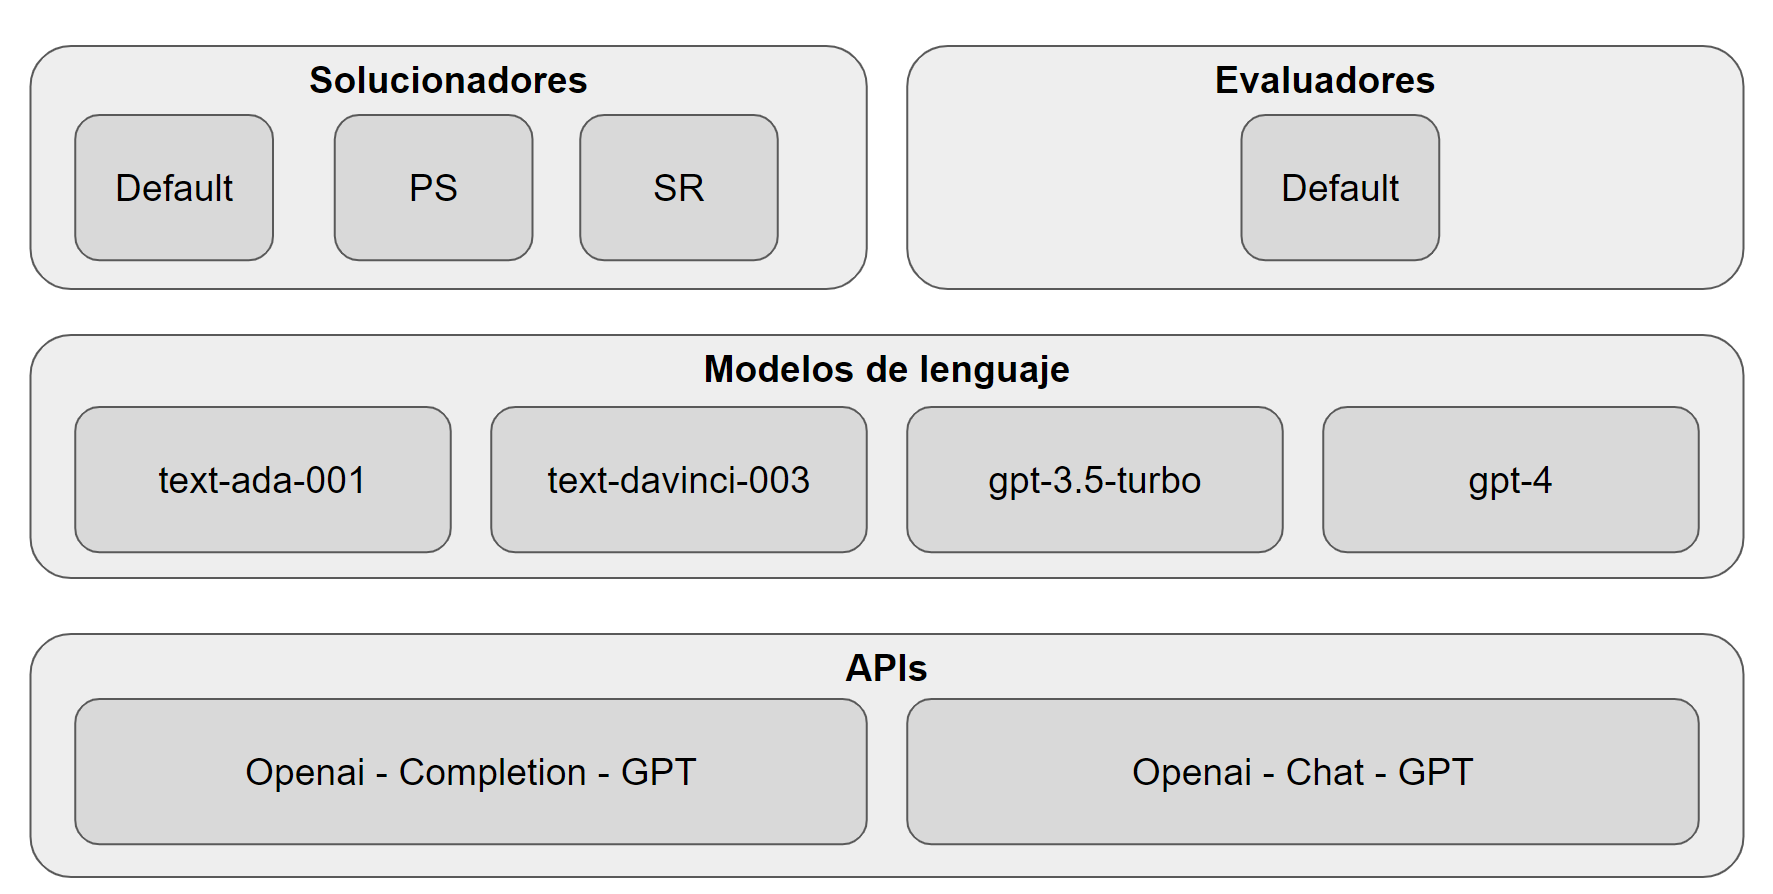 Solucionadores
Default
PS
SR
Evaluadores
Default
Modelos de lenguaje
text-ada-001
text-davinci-003
gpt-3.5-turbo
gpt-4
APIs
Openai - Completion - GPT
Openai - Chat - GPT